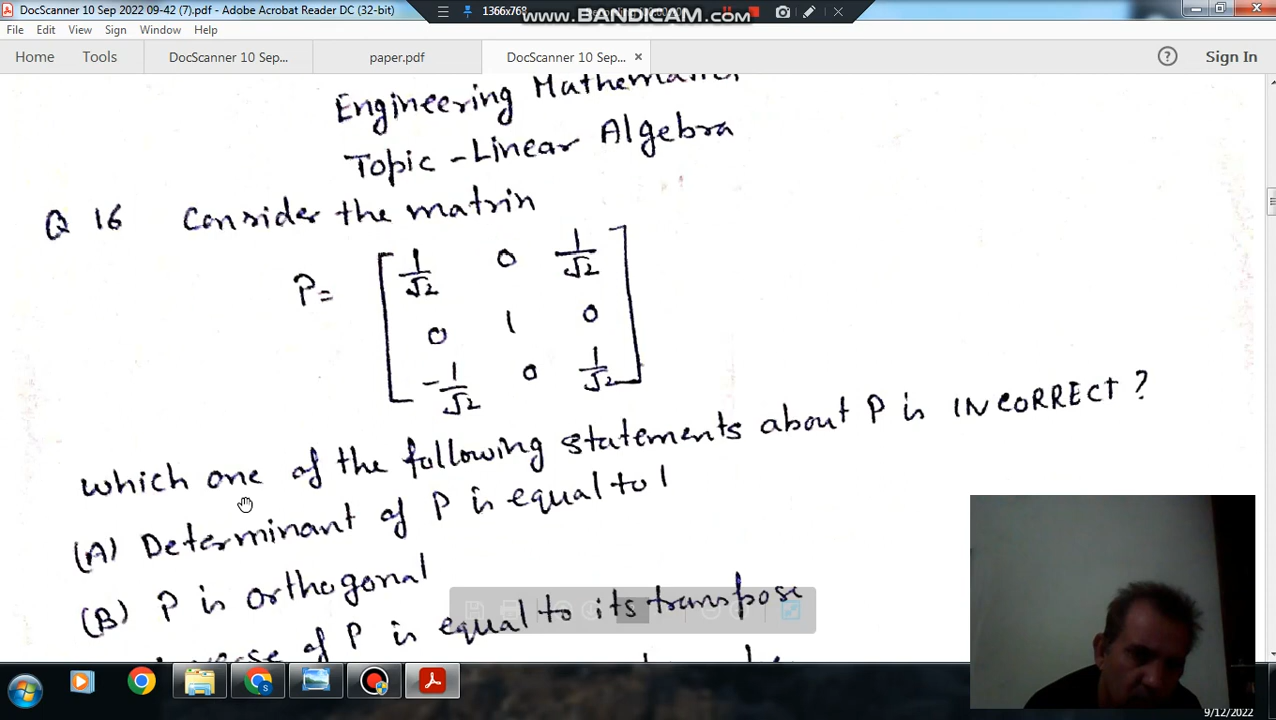 DocScanner 10 Sep 2022 09-42 (7).pdf - Adobe Acrobat Reader DC (32-bit)
1366x768
www.BANDICAM.com
File Edit View Sign Window Help
Home Tools DocScanner 10 Sep... paper.pdf DocScanner 10 Sep... × ? Sign In
Engineering
Topic - Linear Algebra
Q 16 Consider the matrin
P= [ 1/√2 0 1/√2
0 1 0
-1/√2 0 1/√2 ]
which one of the following statements about P is INCORRECT?
(A) Determinant of P is equal to 1
(B) P is orthogonal
of P is equal to its transpose
9/12/2022